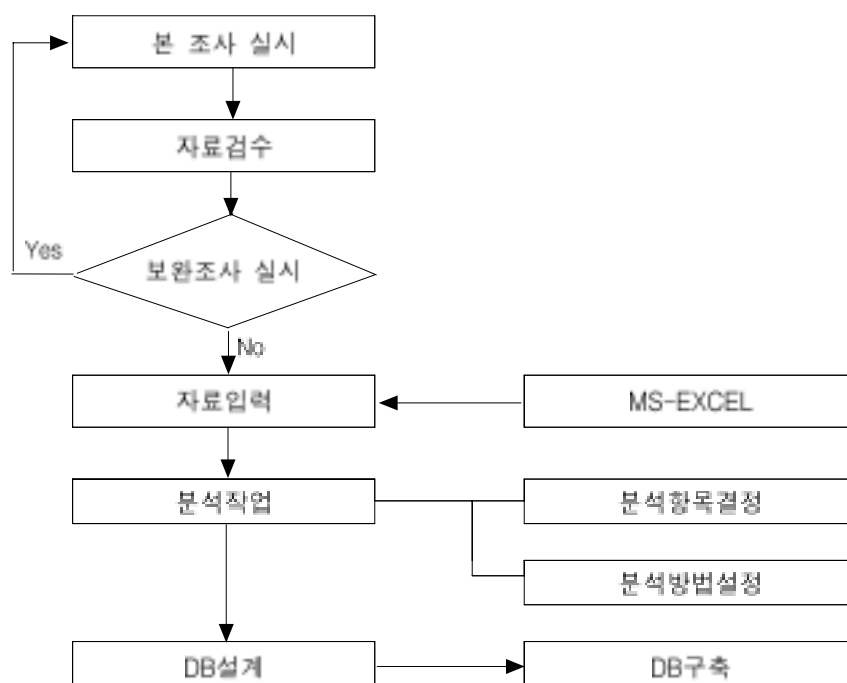 본 조사 실시
자료검수
Yes
보완조사 실시
No
자료입력
MS-EXCEL
분석작업
분석항목결정
분석방법설정
DB설계
DB구축